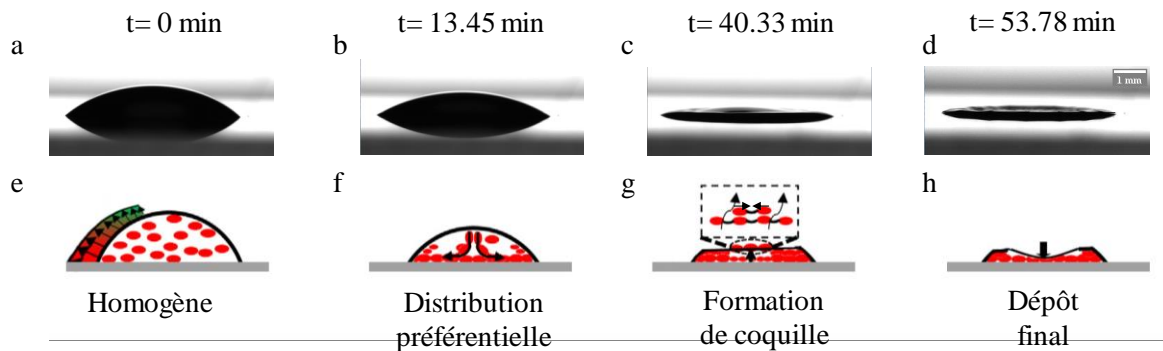 t= 0 min
t= 13.45 min
t= 40.33 min
t= 53.78 min
a
b
c
d
1 mm
e
f
g
h
Homogène
Distribution
préférentielle
Formation
de coquille
Dépôt
final